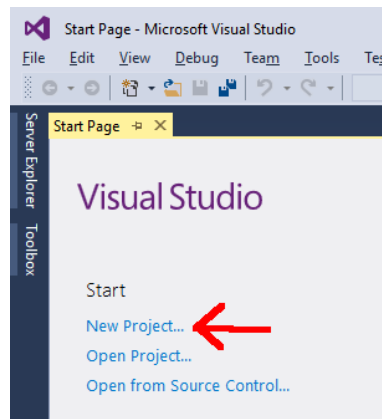 Start Page - Microsoft Visual Studio
File Edit View Debug Team Tools
Server Explorer
Toolbox
Start Page
Visual Studio
Start
New Project...
Open Project...
Open from Source Control...